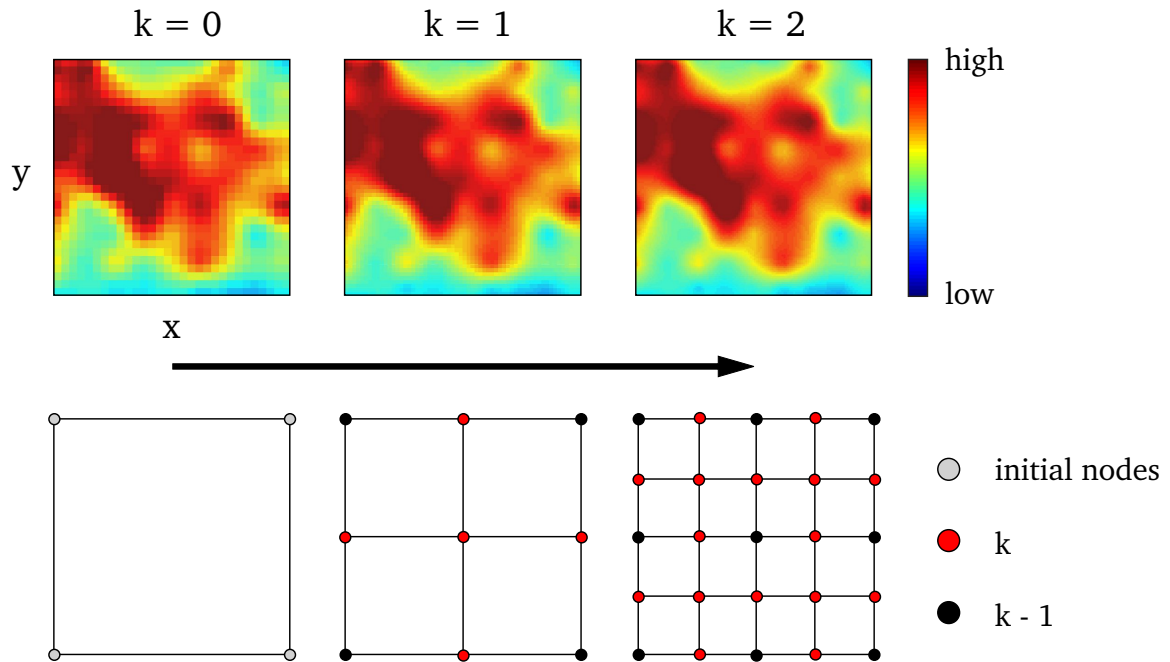 k = 0
k = 1
k = 2
high
y
low
x
initial nodes
k
k - 1